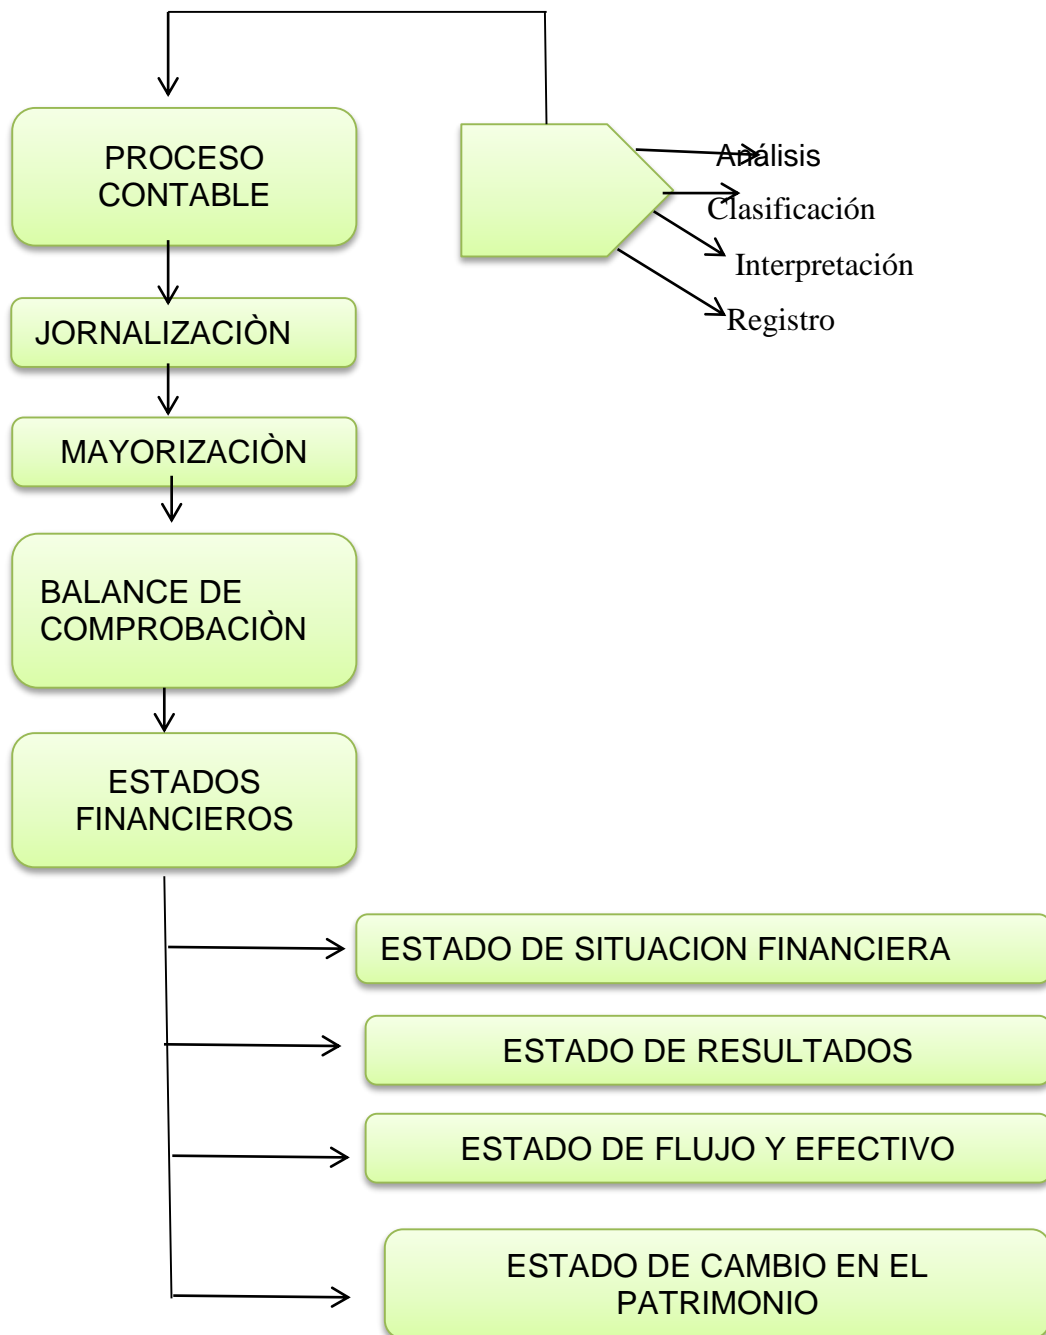 PROCESO
CONTABLE
Análisis
Clasificación
Interpretación
Registro
JORNALIZACIÒN
MAYORIZACIÒN
BALANCE DE
COMPROBACIÒN
ESTADOS
FINANCIEROS
ESTADO DE SITUACION FINANCIERA
ESTADO DE RESULTADOS
ESTADO DE FLUJO Y EFECTIVO
ESTADO DE CAMBIO EN EL
PATRIMONIO